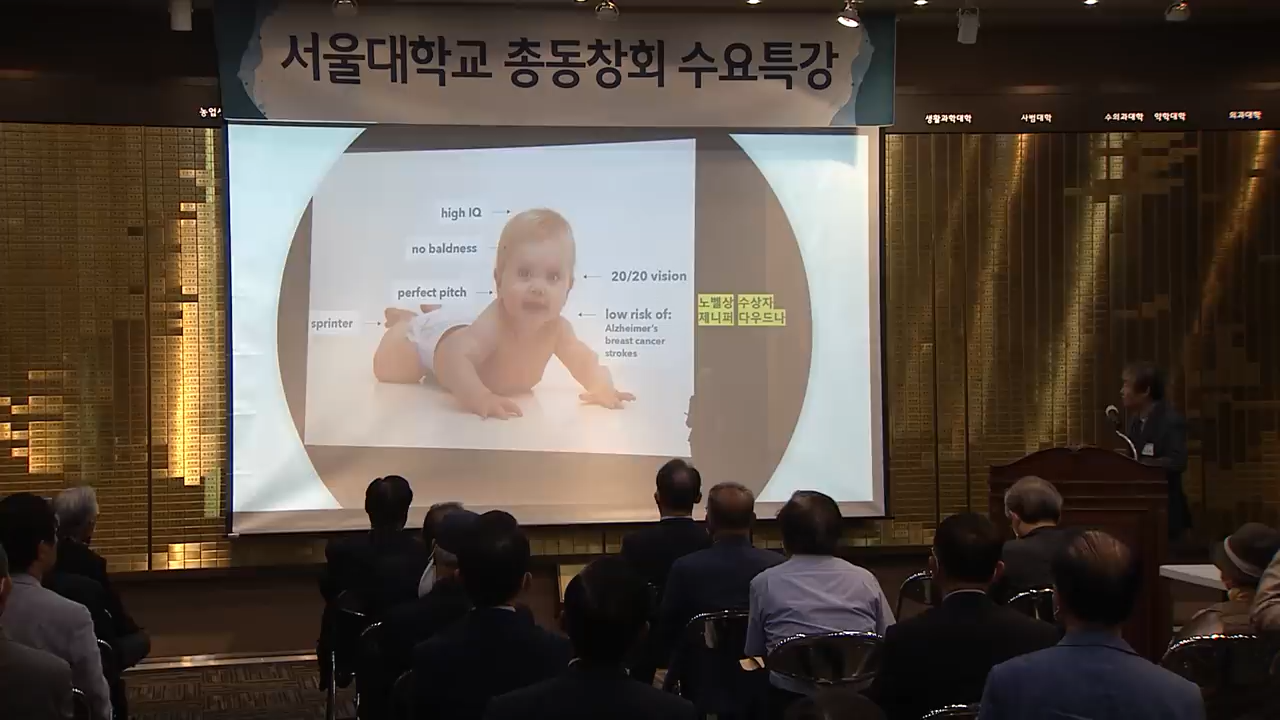 서울대학교 총동창회 수요특강
생활과학대학
사범대학
수의과대학
약학대학
의과대학
high IQ
no baldness
20/20 vision
perfect pitch
low risk of:
Alzheimer's
breast cancer
strokes
sprinter
노벨상 수상자
제니퍼 다우드나